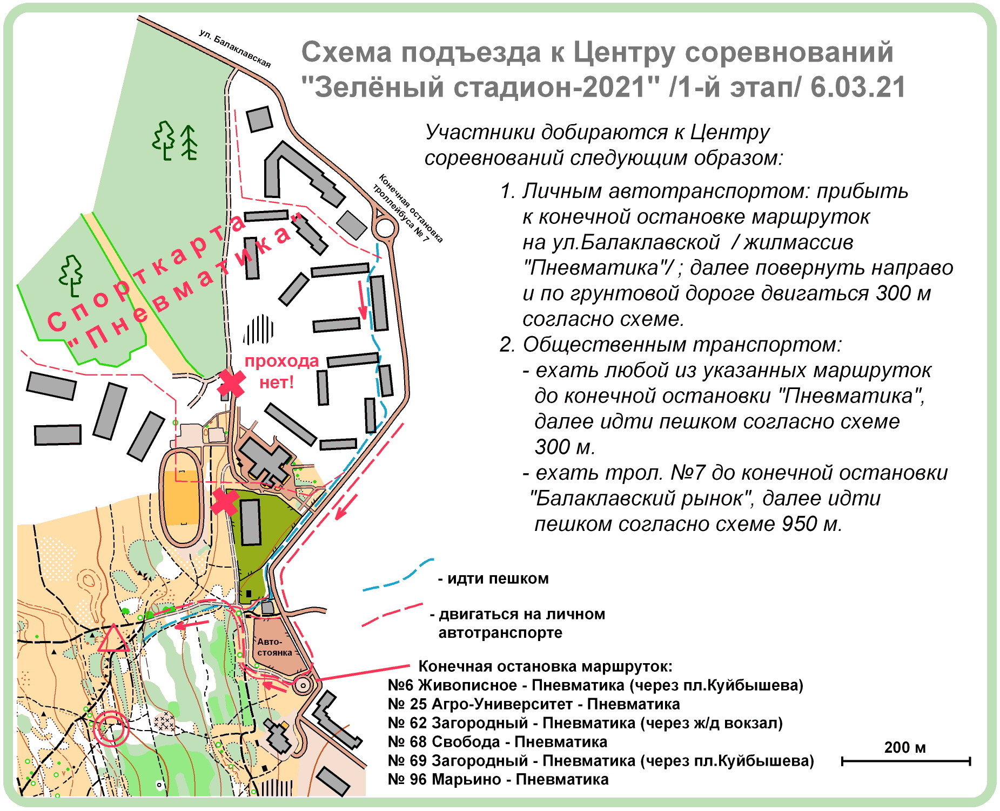 ул. Балаклавская
Схема подъезда к Центру соревнований
"Зелёный стадион-2021" /1-й этап/ 6.03.21
Участники добираются к Центру
соревнований следующим образом:
1. Личным автотранспортом: прибыть
к конечной остановке маршруток
на ул.Балаклавской / жилмассив
"Пневматика"/ ; далее повернуть направо
и по грунтовой дороге двигаться 300 м
согласно схеме.
2. Общественным транспортом:
- ехать любой из указанных маршруток
до конечной остановки "Пневматика",
далее идти пешком согласно схеме
300 м.
- ехать трол. №7 до конечной остановки
"Балаклавский рынок", далее идти
пешком согласно схеме 950 м.
Конечная остановка
троллейбуса № 7
Спорткарта
"Пневматика"
прохода
нет!
- идти пешком
- двигаться на личном
автотранспорте
Авто-
стоянка
Конечная остановка маршруток:
№6 Живописное - Пневматика (через пл.Куйбышева)
№ 25 Агро-Университет - Пневматика
№ 62 Загородный - Пневматика (через ж/д вокзал)
№ 68 Свобода - Пневматика
№ 69 Загородный - Пневматика (через пл.Куйбышева)
№ 96 Марьино - Пневматика
200 м